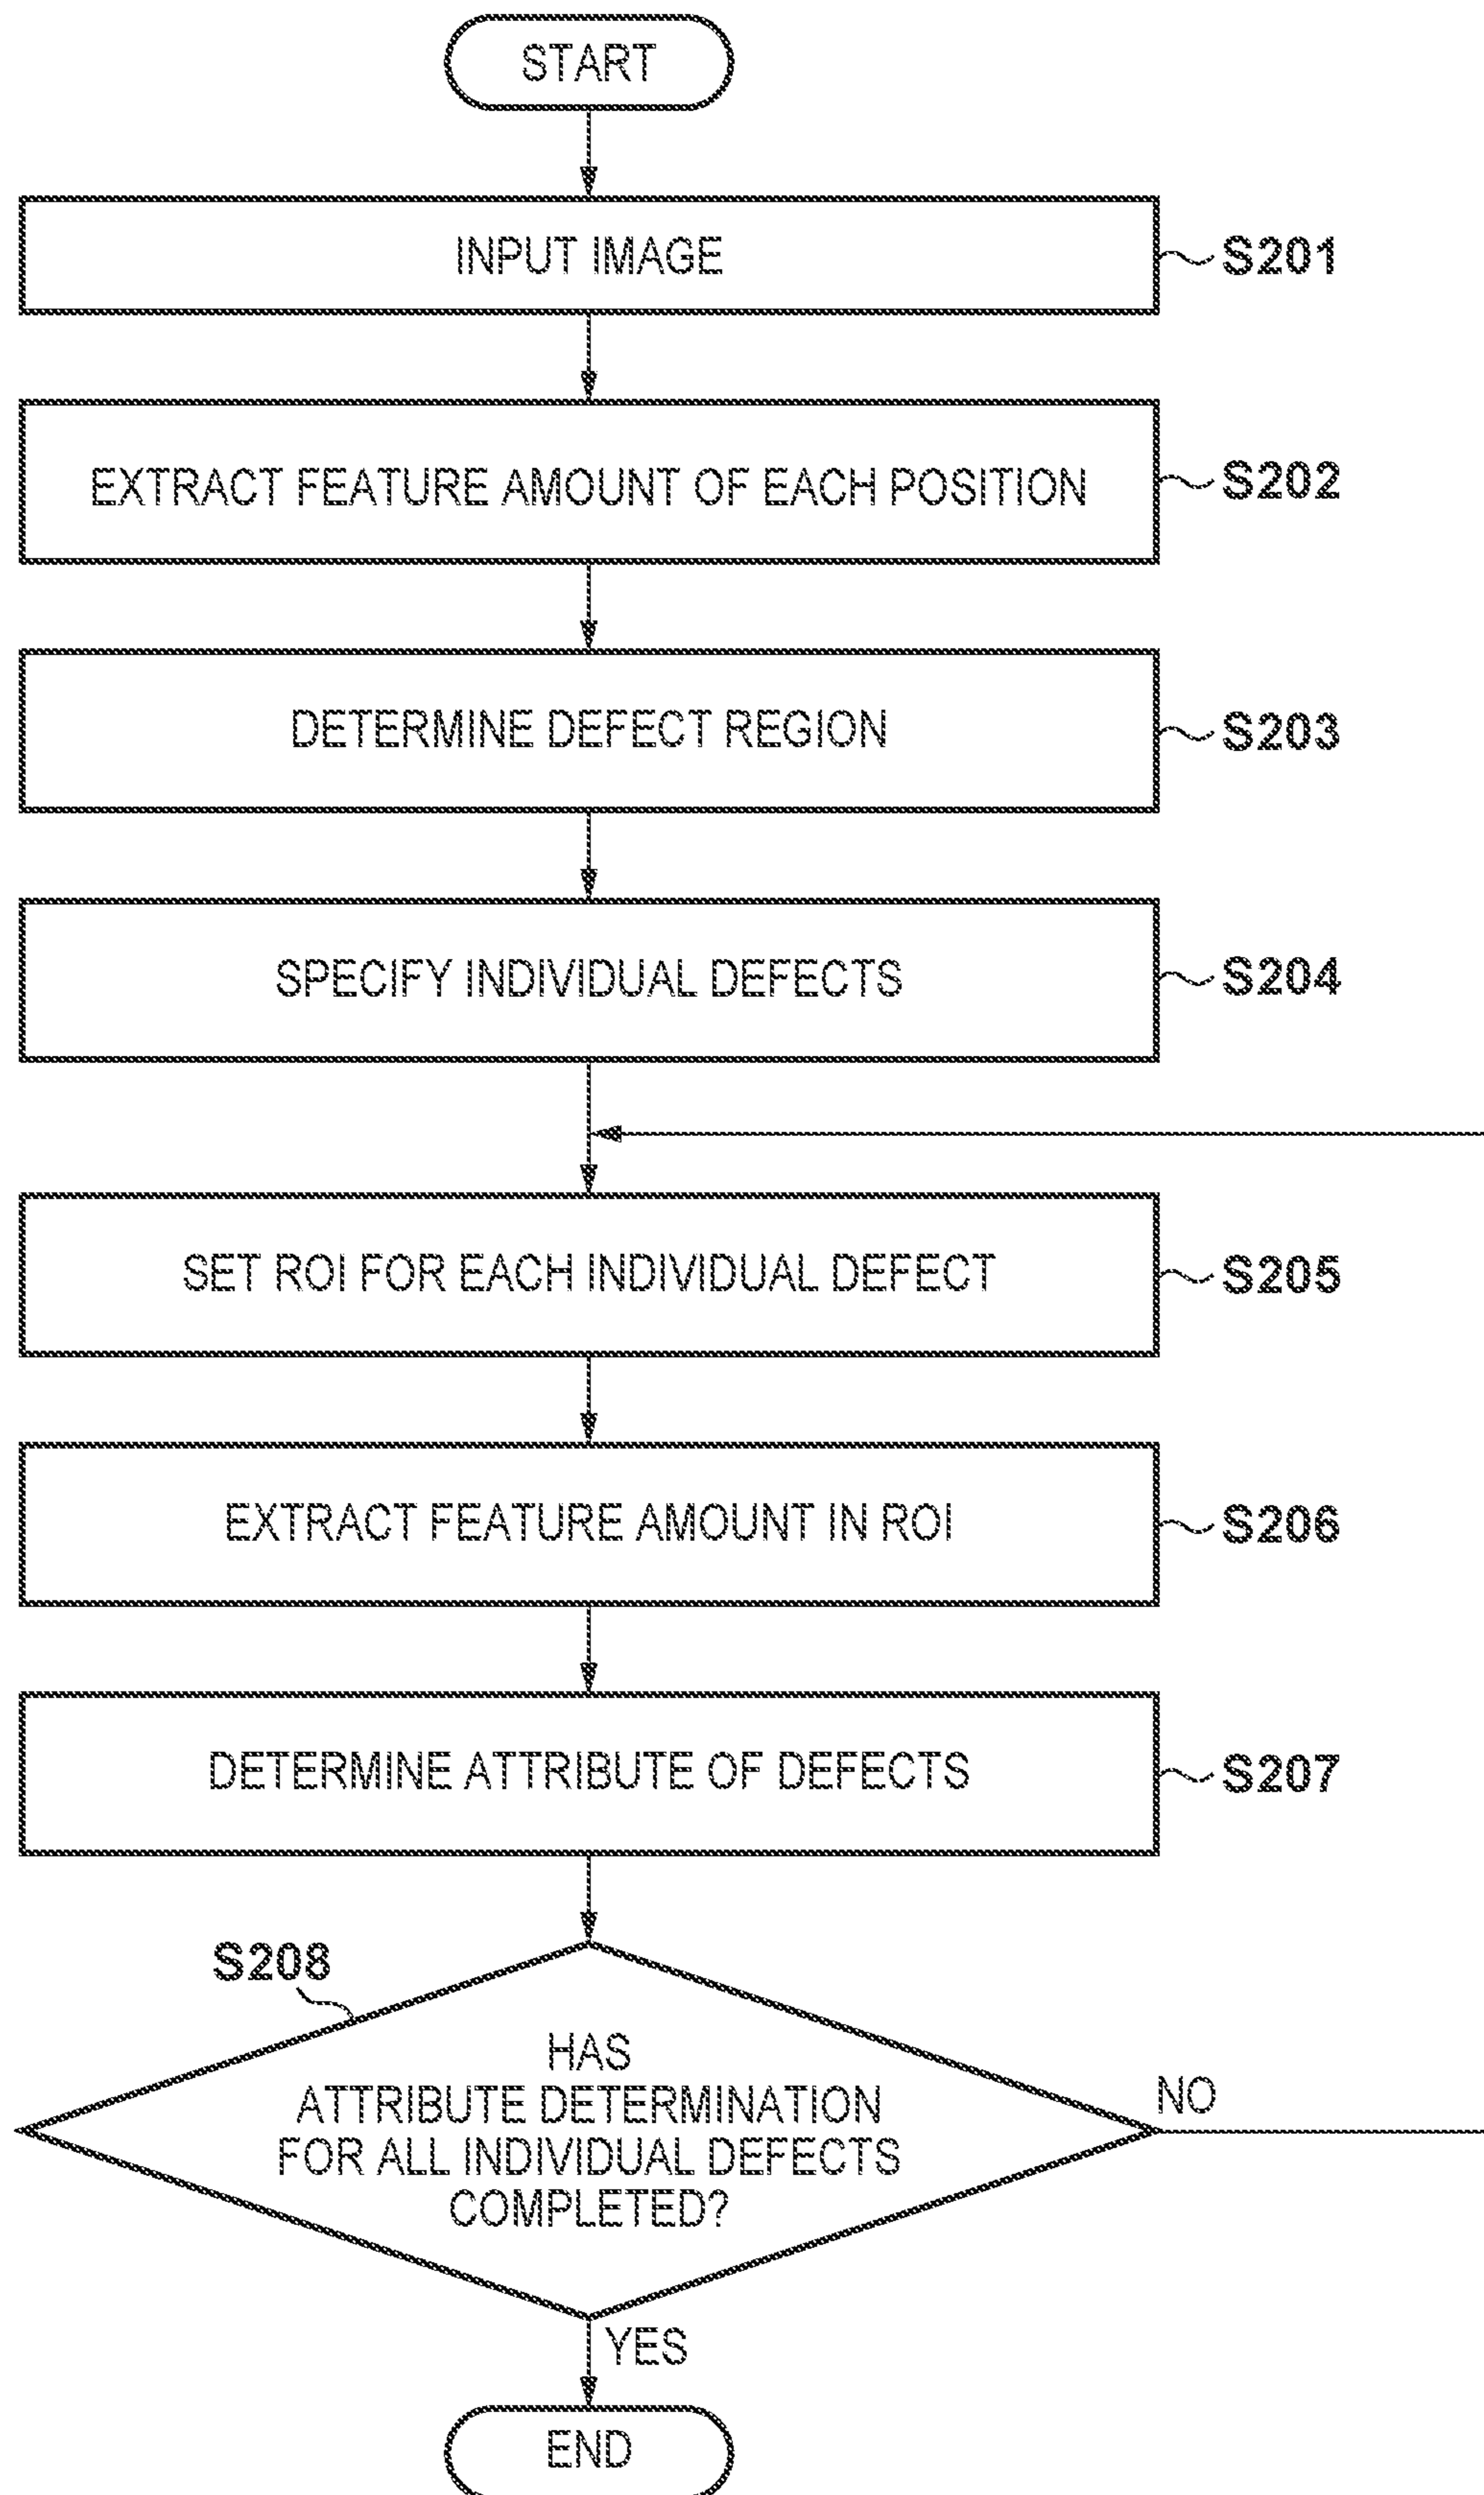 START
INPUT IMAGE
S201
EXTRACT FEATURE AMOUNT OF EACH POSITION
S202
DETERMINE DEFECT REGION
S203
SPECIFY INDIVIDUAL DEFECTS
S204
SET ROI FOR EACH INDIVIDUAL DEFECT
S205
EXTRACT FEATURE AMOUNT IN ROI
S206
DETERMINE ATTRIBUTE OF DEFECTS
S207
S208
HAS
ATTRIBUTE DETERMINATION
FOR ALL INDIVIDUAL DEFECTS
COMPLETED?
NO
YES
END